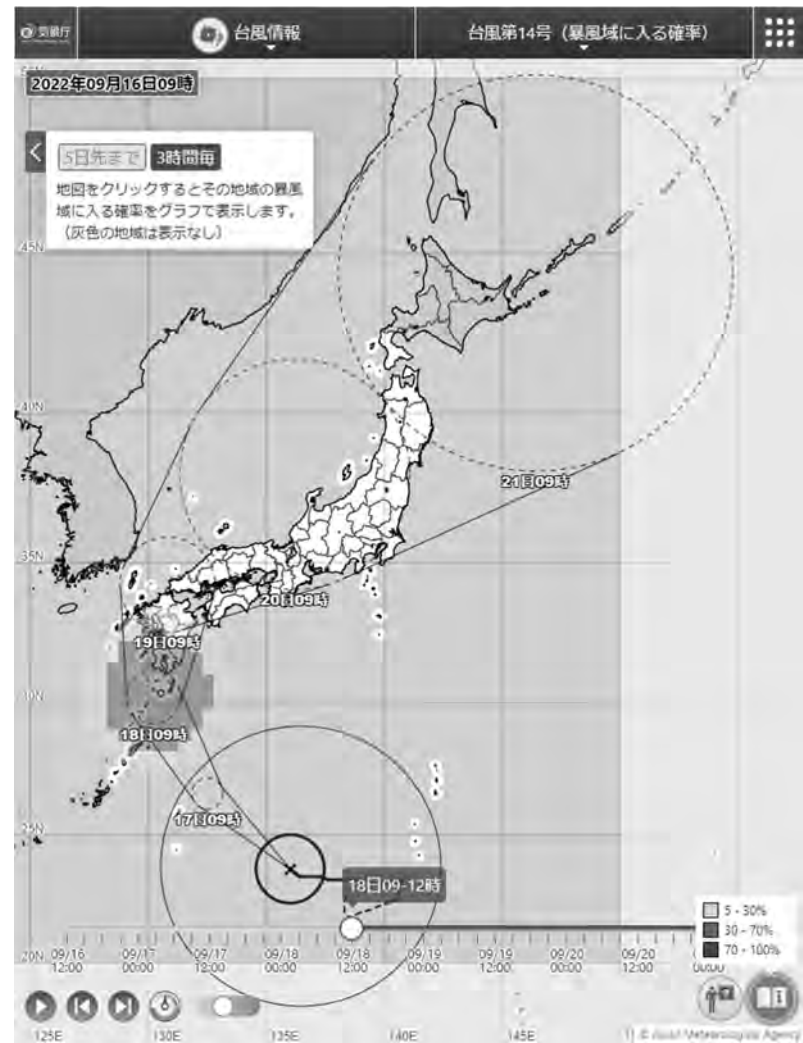 気象庁
台風情報
台風第14号（暴風域に入る確率）
2022年09月16日09時
5日先まで 3時間毎
地図をクリックするとその地域の暴風
域に入る確率をグラフで表示します。
（灰色の地域は表示なし）
45N
40N
35N
30N
25N
20N
21日09時
20日09時
19日09時
18日09時
17日09時
18日09-12時
5 - 30%
30 - 70%
70 - 100%
09/16 09/17 09/17 09/18 09/18 09/19 09/19 09/20 09/20
12:00 00:00 12:00 00:00 12:00 00:00 12:00 00:00 12:00 00:00
125E 130E 135E 140E 145E